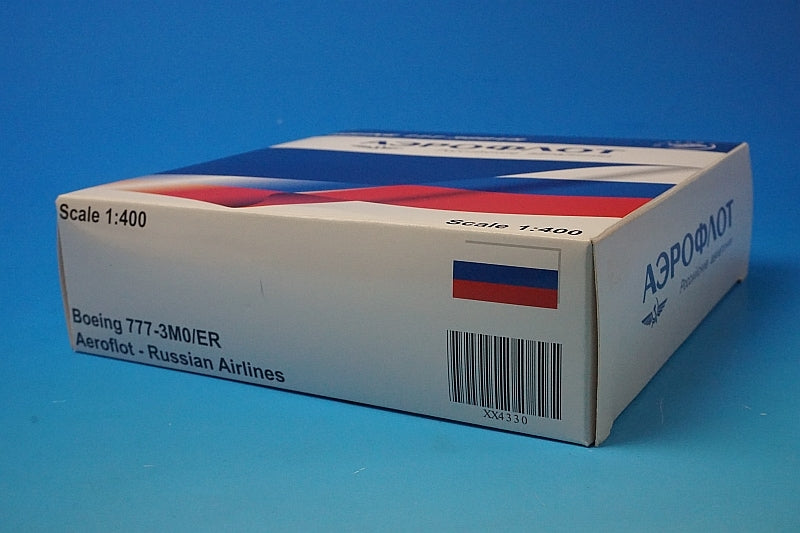 АЭРОФЛОТ
Scale 1:400
Scale 1:400
Boeing 777-3M0/ER
Aeroflot - Russian Airlines
XX4330
АЭРОФЛОТ
Российские авиалинии